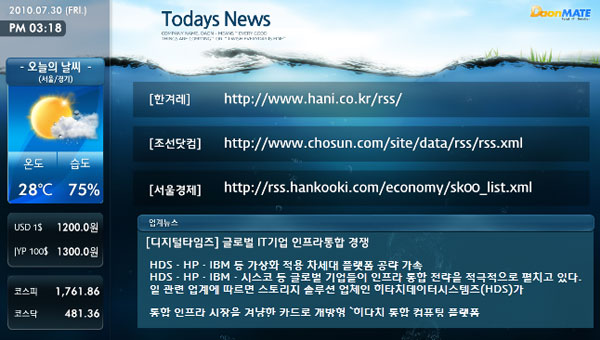 2010.07.30 (FRI.)
PM 03:18
Todays News
DaonMATE
- 오늘의 날씨 -
(서울/경기)
온도 습도
28℃ 75%
USD 1$ 1200.0원
JYP 100$ 1300.0원
코스피 1,761.86
코스닥 481.36
[한겨레] http://www.hani.co.kr/rss/
[조선닷컴] http://www.chosun.com/site/data/rss/rss.xml
[서울경제] http://rss.hankooki.com/economy/sk00_list.xml
업계뉴스
[디지털타임즈] 글로벌 IT기업 인프라통합 경쟁
HDS - HP - IBM 등 가상화 적용 차세대 플랫폼 공략 가속
HDS - HP - IBM - 시스코 등 글로벌 기업들이 인프라 통합 전략을 적극적으로 펼치고 있다.
일 관련 업계에 따르면 스토리지 솔루션 업체인 히타치데이터시스템즈(HDS)가
통합 인프라 시장을 겨냥한 카드로 개방형 '히다치 통합 컴퓨팅 플랫폼